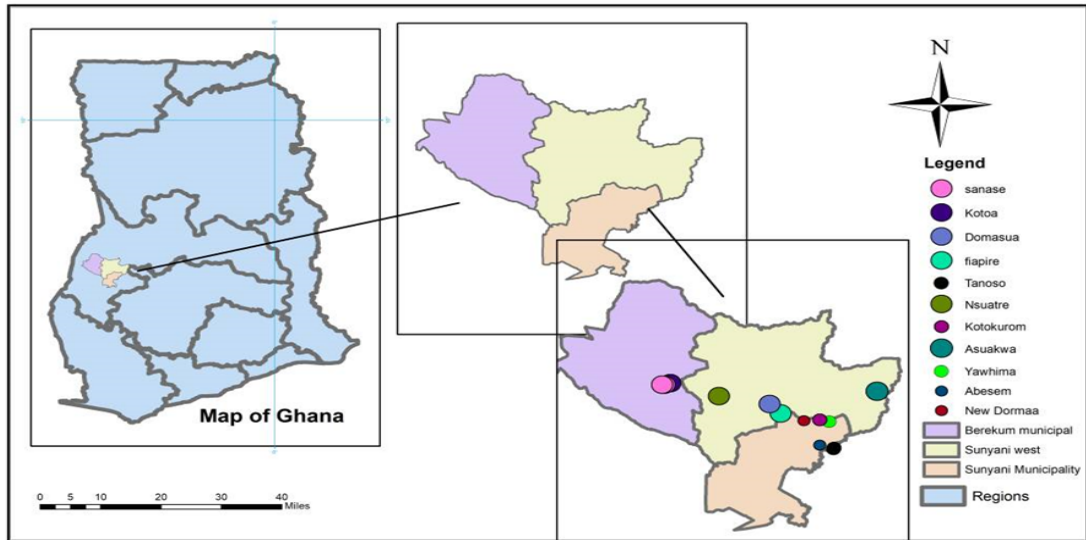 Map of Ghana
0 5 10 20 30 40
Miles
N
Legend
sanase
Kotoa
Domasua
fiapire
Tanoso
Nsuatre
Kotokurom
Asuakwa
Yawhima
Abesem
New Dormaa
Berekum municipal
Sunyani west
Sunyani Municipality
Regions